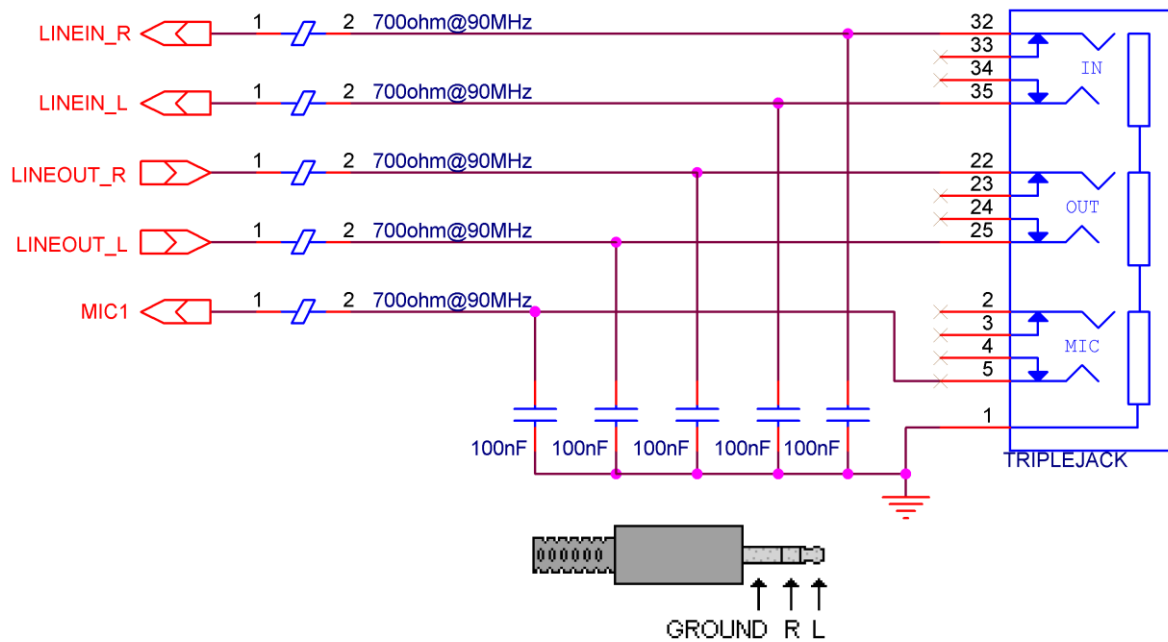 LINEIN_R 1 2 700ohm@90MHz 32
33
IN
34
LINEIN_L 1 2 700ohm@90MHz 35
LINEOUT_R 1 2 700ohm@90MHz 22
23
OUT
24
LINEOUT_L 1 2 700ohm@90MHz 25
MIC1 1 2 700ohm@90MHz 2
3
MIC
4
5
1
100nF 100nF 100nF 100nF 100nF
TRIPLEJACK
GROUND R L